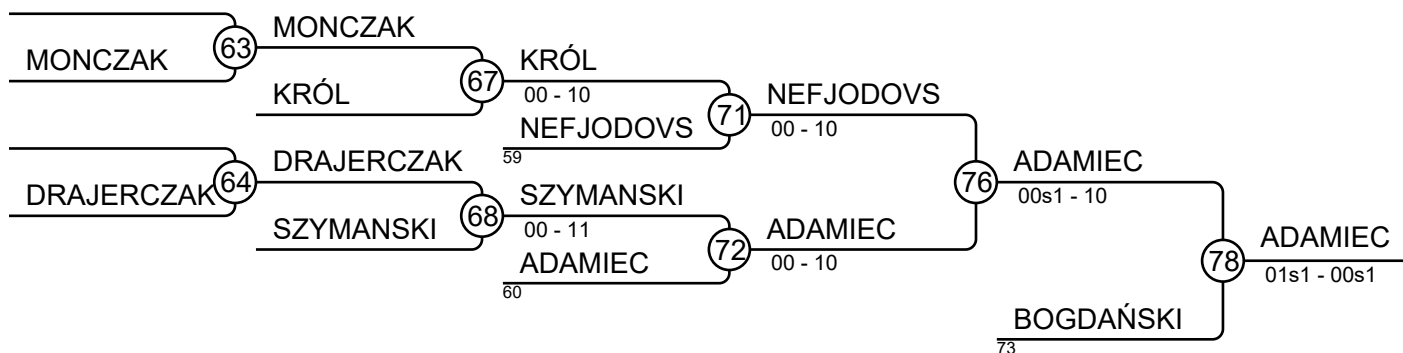 MONCZAK
63
MONCZAK
KRÓL
67
KRÓL
00 - 10
NEFJODOVS
59
71
NEFJODOVS
00 - 10
DRAJERCZAK
64
DRAJERCZAK
SZYMANSKI
68
SZYMANSKI
00 - 11
ADAMIEC
60
72
ADAMIEC
00 - 10
76
ADAMIEC
00s1 - 10
BOGDAŃSKI
73
78
ADAMIEC
01s1 - 00s1